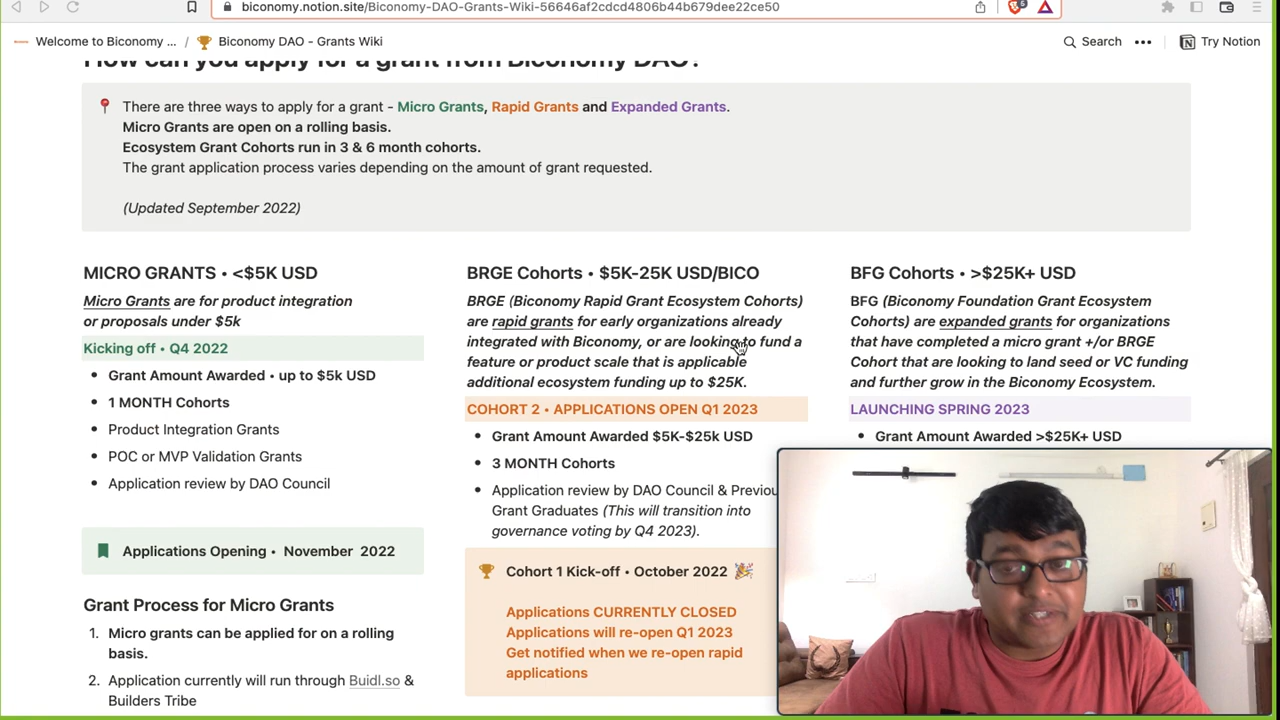 biconomy.notion.site/Biconomy-DAO-Grants-Wiki-56646af2cdcd4806b44b679dee22ce50
Welcome to Biconomy ... / Biconomy DAO - Grants Wiki
Search
Try Notion
How can you apply for a grant from Biconomy DAO?
There are three ways to apply for a grant - Micro Grants, Rapid Grants and Expanded Grants.
Micro Grants are open on a rolling basis.
Ecosystem Grant Cohorts run in 3 & 6 month cohorts.
The grant application process varies depending on the amount of grant requested.
(Updated September 2022)
MICRO GRANTS • <$5K USD
Micro Grants are for product integration
or proposals under $5k
Kicking off • Q4 2022
• Grant Amount Awarded • up to $5k USD
• 1 MONTH Cohorts
• Product Integration Grants
• POC or MVP Validation Grants
• Application review by DAO Council
Applications Opening • November 2022
Grant Process for Micro Grants
1. Micro grants can be applied for on a rolling
basis.
2. Application currently will run through Buidl.so &
Builders Tribe
BRGE Cohorts • $5K-25K USD/BICO
BRGE (Biconomy Rapid Grant Ecosystem Cohorts)
are rapid grants for early organizations already
integrated with Biconomy, or are looking to fund a
feature or product scale that is applicable
additional ecosystem funding up to $25K.
COHORT 2 • APPLICATIONS OPEN Q1 2023
• Grant Amount Awarded $5K-$25k USD
• 3 MONTH Cohorts
• Application review by DAO Council & Previou
Grant Graduates (This will transition into
governance voting by Q4 2023).
Cohort 1 Kick-off • October 2022
Applications CURRENTLY CLOSED
Applications will re-open Q1 2023
Get notified when we re-open rapid
applications
BFG Cohorts • >$25K+ USD
BFG (Biconomy Foundation Grant Ecosystem
Cohorts) are expanded grants for organizations
that have completed a micro grant +/or BRGE
Cohort that are looking to land seed or VC funding
and further grow in the Biconomy Ecosystem.
LAUNCHING SPRING 2023
• Grant Amount Awarded >$25K+ USD